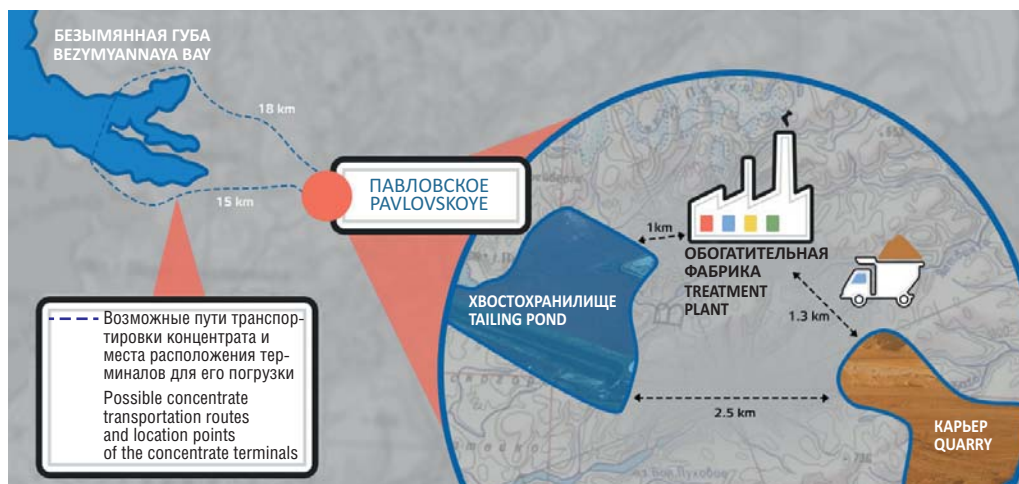 БЕЗЫМЯННАЯ ГУБА
BEZYMYANNAYA BAY
18 km
15 km
ПАВЛОВСКОЕ
PAVLOVSKOYE
Возможные пути транспор-
тировки концентрата и
места расположения тер-
миналов для его погрузки
Possible concentrate
transportation routes
and location points
of the concentrate terminals
1km
ОБОГАТИТЕЛЬНАЯ
ФАБРИКА
TREATMENT
PLANT
ХВОСТОХРАНИЛИЩЕ
TAILING POND
1.3 km
2.5 km
КАРЬЕР
QUARRY